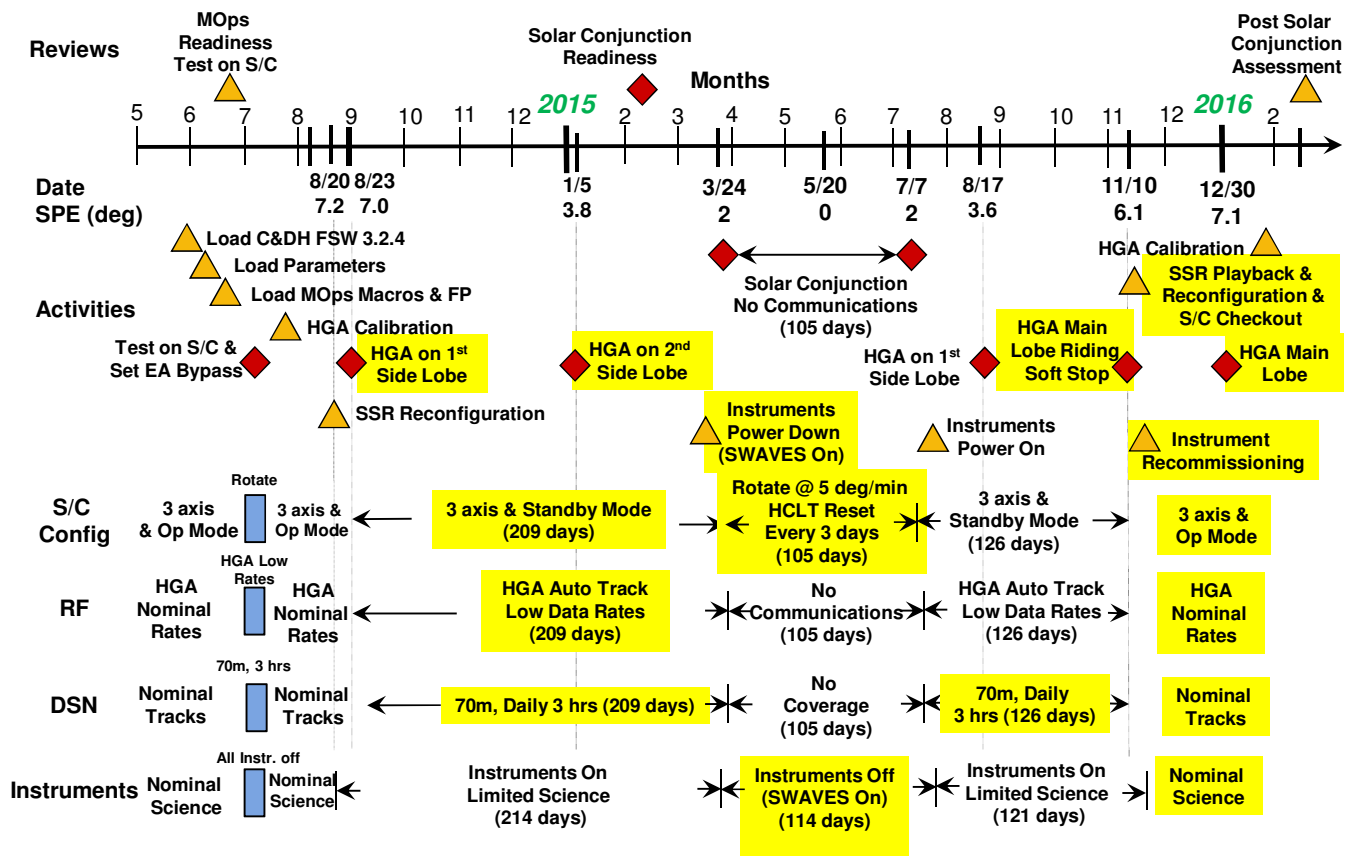 Reviews
MOps
Readiness
Test on S/C
Solar Conjunction
Readiness
Post Solar
Conjunction
Assessment
Months
5 6 7 8 9 10 11 12 2015 2 3 4 5 6 7 8 9 10 11 12 2016 2
Date
SPE (deg)
8/20
7.2
8/23
7.0
1/5
3.8
3/24
2
5/20
0
7/7
2
8/17
3.6
11/10
6.1
12/30
7.1
Activities
Load C&DH FSW 3.2.4
Load Parameters
Load MOps Macros & FP
HGA Calibration
Test on S/C &
Set EA Bypass
HGA on 1st
Side Lobe
SSR Reconfiguration
HGA on 2nd
Side Lobe
Solar Conjunction
No Communications
(105 days)
Instruments
Power Down
(SWAVES On)
HGA on 1st
Side Lobe
Instruments
Power On
HGA Main
Lobe Riding
Soft Stop
HGA Calibration
SSR Playback &
Reconfiguration &
S/C Checkout
HGA Main
Lobe
Instrument
Recommissioning
S/C
Config
3 axis
& Op Mode
Rotate
3 axis &
Op Mode
3 axis & Standby Mode
(209 days)
Rotate @ 5 deg/min
HCLT Reset
Every 3 days
(105 days)
3 axis &
Standby Mode
(126 days)
3 axis &
Op Mode
RF
HGA
Nominal
Rates
HGA Low
Rates
HGA
Nominal
Rates
HGA Auto Track
Low Data Rates
(209 days)
No
Communications
(105 days)
HGA Auto Track
Low Data Rates
(126 days)
HGA
Nominal
Rates
DSN
Nominal
Tracks
70m, 3 hrs
Nominal
Tracks
70m, Daily 3 hrs (209 days)
No
Coverage
(105 days)
70m, Daily
3 hrs (126 days)
Nominal
Tracks
Instruments
Nominal
Science
All Instr. off
Nominal
Science
Instruments On
Limited Science
(214 days)
Instruments Off
(SWAVES On)
(114 days)
Instruments On
Limited Science
(121 days)
Nominal
Science